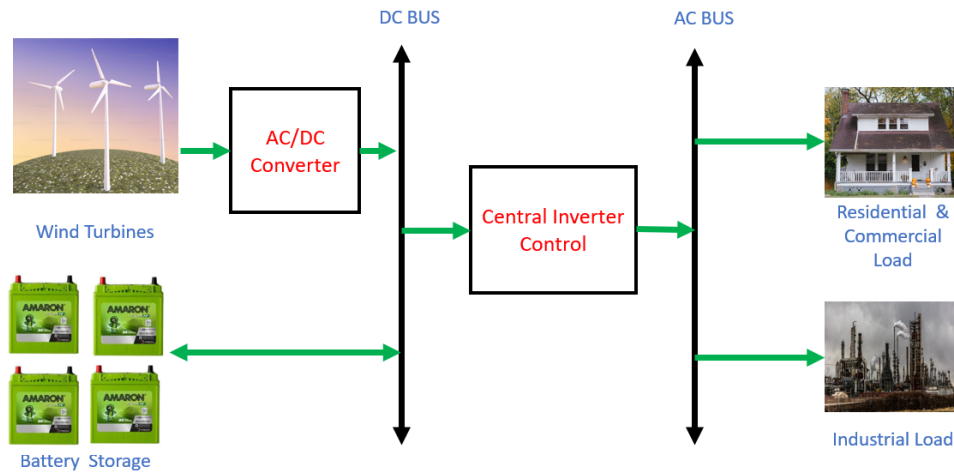 DC BUS
AC BUS
AC/DC
Converter
Central Inverter
Control
Wind Turbines
Residential & 
Commercial
Load
AMARON
AMARON
AMARON
AMARON
Battery Storage
Industrial Load